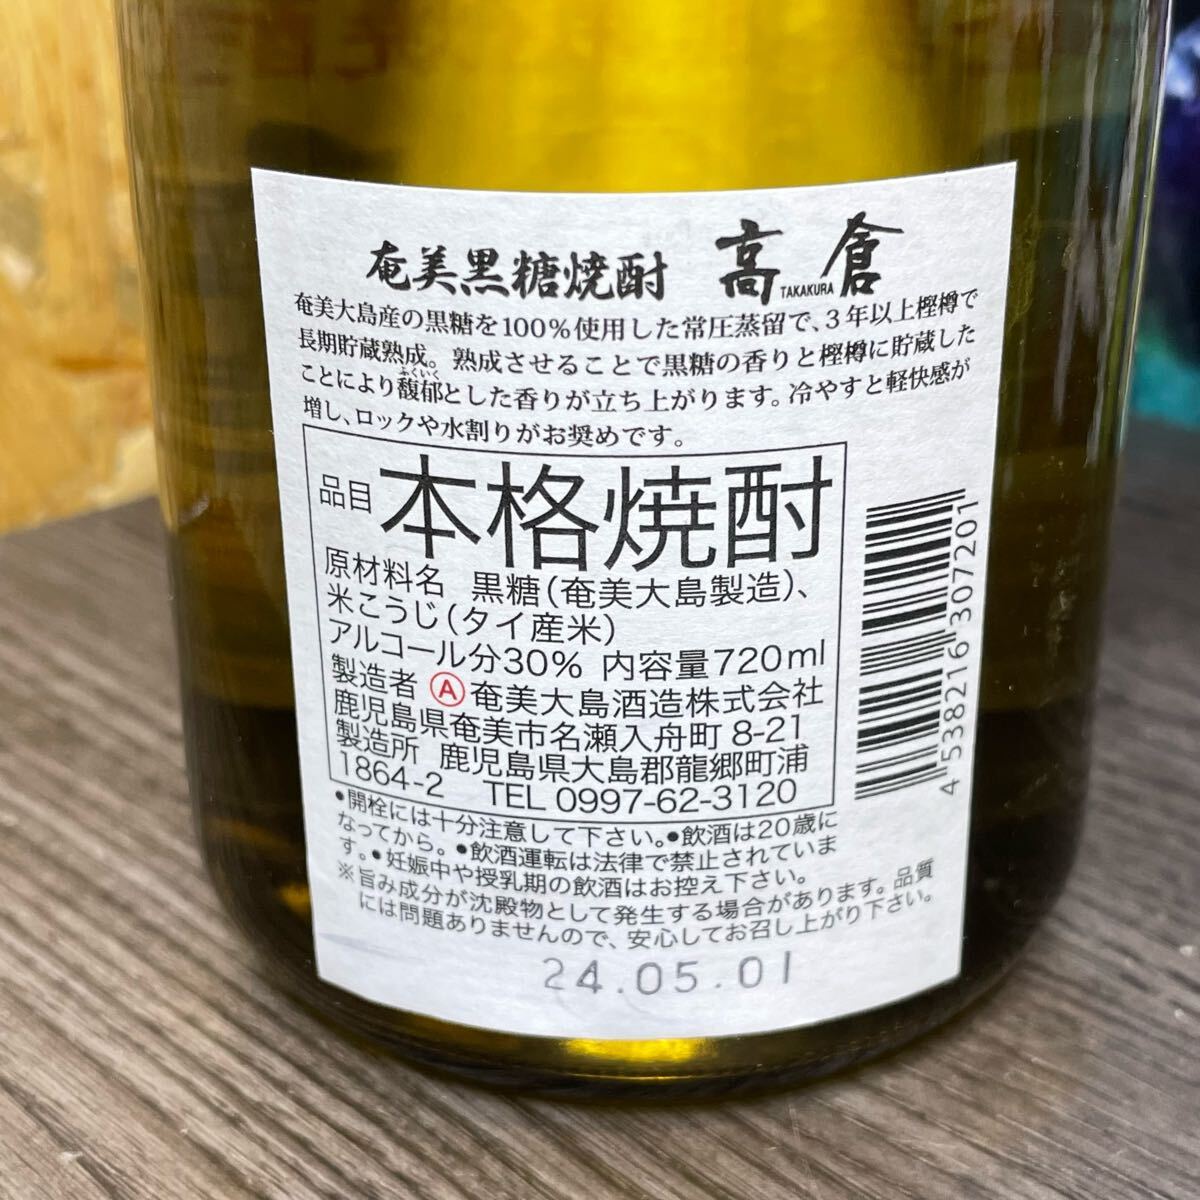 奄美黒糖焼酎 高倉
TAKAKURA
奄美大島産の黒糖を100%使用した常圧蒸留で、3年以上樫樽で
長期貯蔵熟成。熟成させることで黒糖の香りと樫樽に貯蔵した
ふくいく
ことにより馥郁とした香りが立ち上がります。冷やすと軽快感が
増し、ロックや水割りがお奨めです。
品目 本格焼酎
原材料名 黒糖(奄美大島製造)、
米こうじ(タイ産米)
アルコール分30% 内容量720ml
製造者 Ⓐ奄美大島酒造株式会社
鹿児島県奄美市名瀬入舟町 8-21
製造所 鹿児島県大島郡龍郷町浦
1864-2 TEL 0997-62-3120
•開栓には十分注意して下さい。•飲酒は20歳に
なってから。•飲酒運転は法律で禁止されていま
す。•妊娠中や授乳期の飲酒はお控え下さい。
※旨み成分が沈殿物として発生する場合があります。品質
には問題ありませんので、安心してお召し上がり下さい。
24.05.01
4 538216 307201